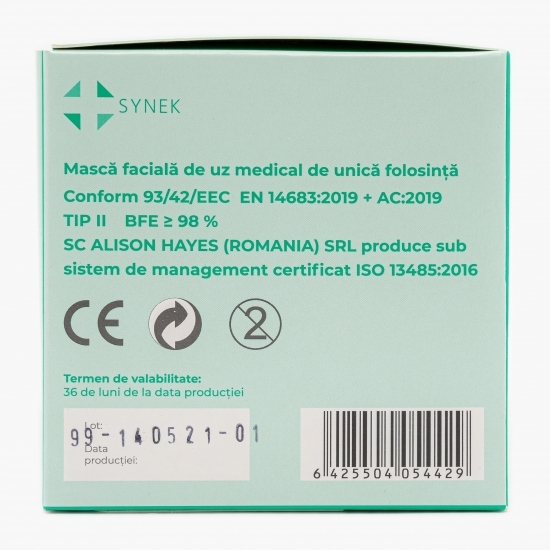 SYNEK
Mască facială de uz medical de unică folosință
Conform 93/42/EEC EN 14683:2019 + AC:2019
TIP II BFE ≥ 98 %
SC ALISON HAYES (ROMANIA) SRL produce sub
sistem de management certificat ISO 13485:2016
CE
2
Termen de valabilitate:
36 de luni de la data producției
Lot:
99-140521-01
Data
producției:
6 425504 054429